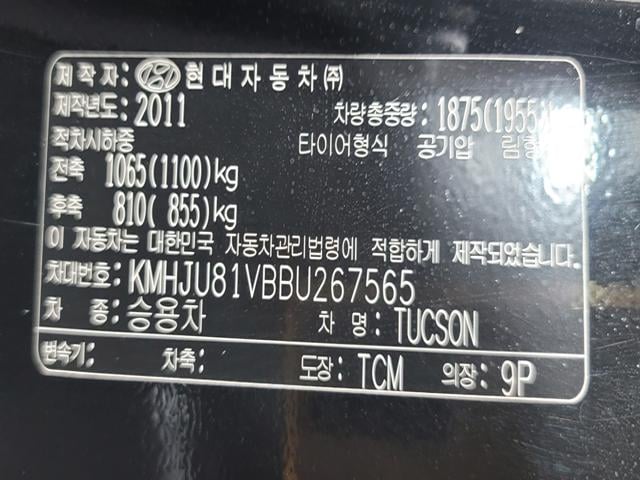 제 작 자 : 현 대 자 동 차 ㈜
제작년도 : 2011 차량총중량 : 1875(1955)
적차시하중 타이어형식 공기압 림형
전축 1065(1100)kg
후축 810( 855)kg
이 자동차는 대한민국 자동차관리법령에 적합하게 제작되었습니다.
차대번호 : KMHJU81VBBU267565
차 종 : 승용차 차 명 : TUCSON
변속기 : 차축 : 도장 : TCM 의장 : 9P